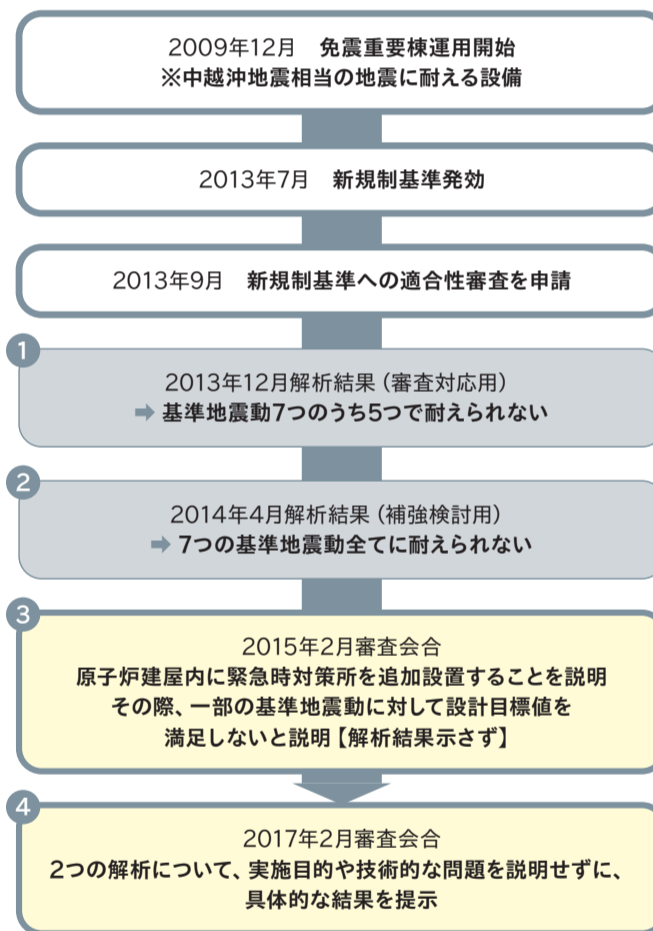 2009年12月　免震重要棟運用開始
※中越沖地震相当の地震に耐える設備
2013年7月　新規制基準発効
2013年9月　新規制基準への適合性審査を申請
1
2013年12月解析結果（審査対応用）
➡ 基準地震動7つのうち5つで耐えられない
2
2014年4月解析結果（補強検討用）
➡ 7つの基準地震動全てに耐えられない
3
2015年2月審査会合
原子炉建屋内に緊急時対策所を追加設置することを説明
その際、一部の基準地震動に対して設計目標値を
満足しないと説明【解析結果示さず】
4
2017年2月審査会合
2つの解析について、実施目的や技術的な問題を説明せずに、
具体的な結果を提示